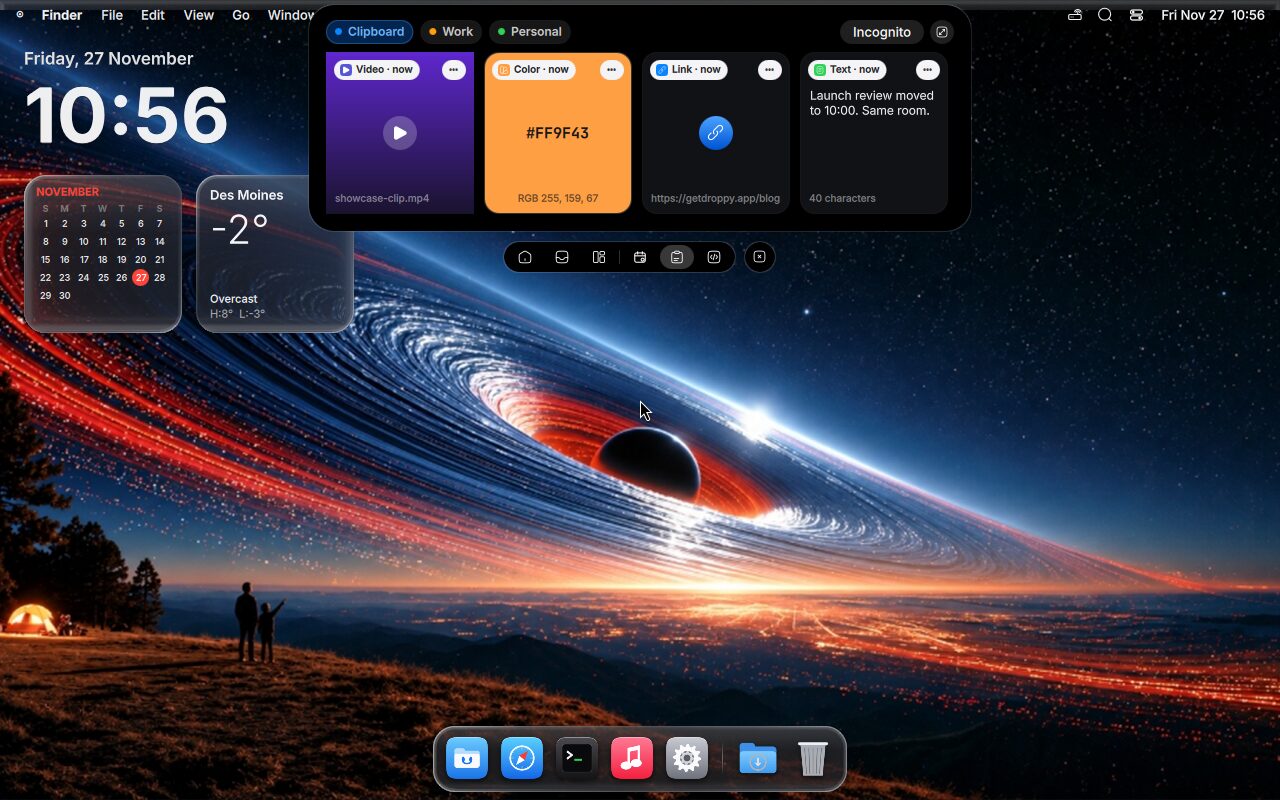 Finder File Edit View Go Window
Fri Nov 27 10:56
Friday, 27 November
10:56
NOVEMBER
S M T W T F S
1 2 3 4 5 6 7
8 9 10 11 12 13 14
15 16 17 18 19 20 21
22 23 24 25 26 27 28
29 30
Des Moines
-2°
Overcast
H:8° L:-3°
Clipboard
Work
Personal
Incognito
Video · now
showcase-clip.mp4
Color · now
#FF9F43
RGB 255, 159, 67
Link · now
https://getdroppy.app/blog
Text · now
Launch review moved
to 10:00. Same room.
40 characters